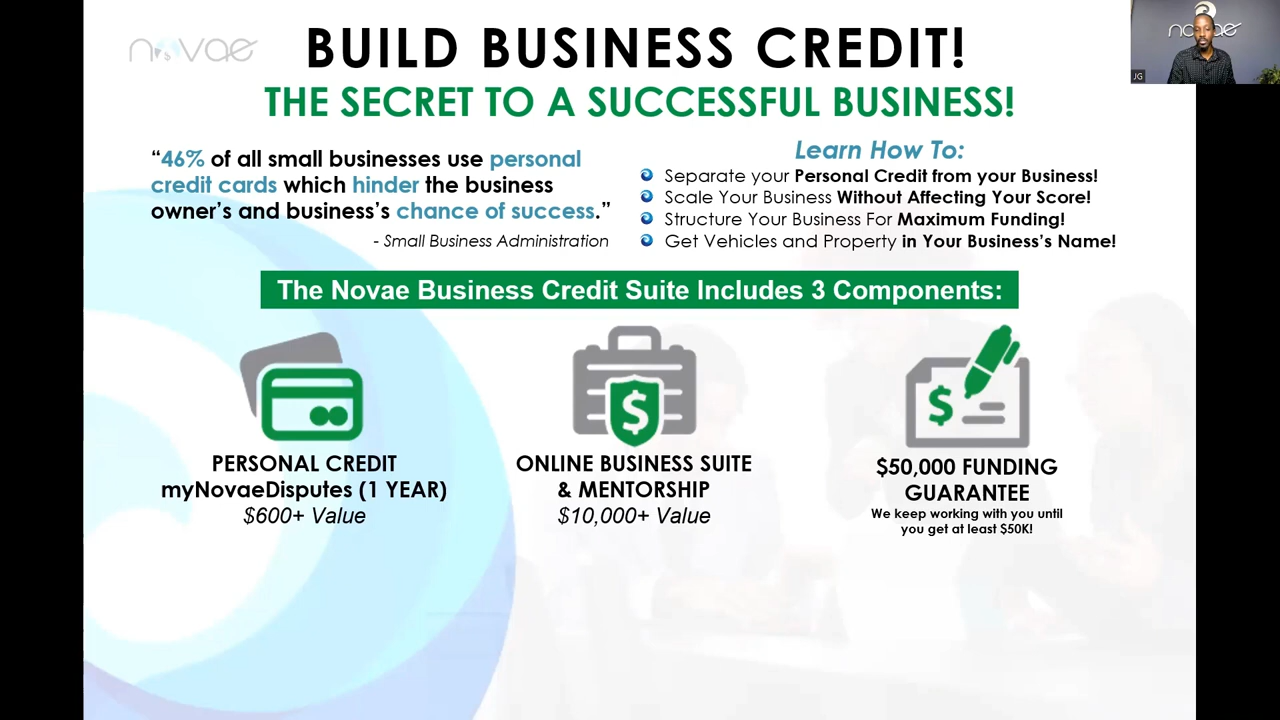 novae
BUILD BUSINESS CREDIT!
THE SECRET TO A SUCCESSFUL BUSINESS!
novae
JG
“46% of all small businesses use personal
credit cards which hinder the business
owner’s and business’s chance of success.”
- Small Business Administration
Learn How To:
Separate your Personal Credit from your Business!
Scale Your Business Without Affecting Your Score!
Structure Your Business For Maximum Funding!
Get Vehicles and Property in Your Business’s Name!
The Novae Business Credit Suite Includes 3 Components:
PERSONAL CREDIT
myNovaeDisputes (1 YEAR)
$600+ Value
ONLINE BUSINESS SUITE
& MENTORSHIP
$10,000+ Value
$50,000 FUNDING
GUARANTEE
We keep working with you until
you get at least $50K!